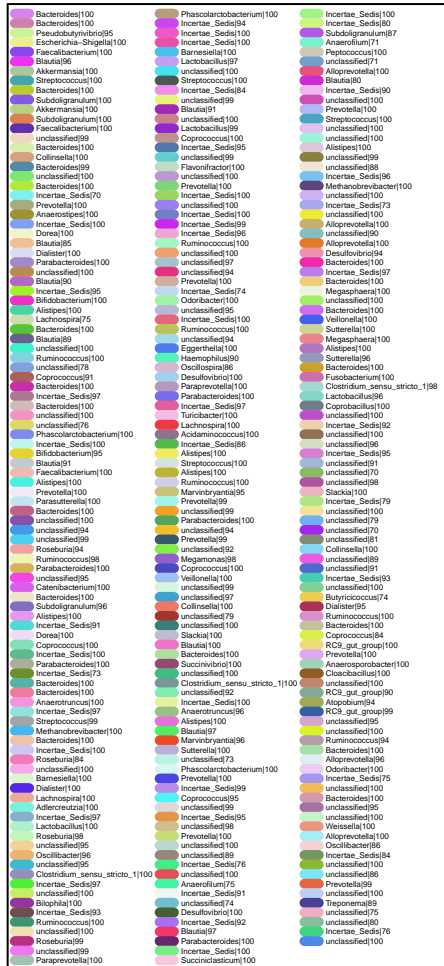 Bacteroides|100
Bacteroides|100
Pseudobutyrivibrio|95
Escherichia−Shigella|100
Faecalibacterium|100
Blautia|96
Akkermansia|100
Streptococcus|100
Bacteroides|100
Subdoligranulum|100
Akkermansia|100
Subdoligranulum|100
Faecalibacterium|100
unclassified|99
Bacteroides|100
Collinsella|100
Bacteroides|99
unclassified|100
Bacteroides|100
Incertae_Sedis|70
Prevotella|100
Anaerostipes|100
Incertae_Sedis|100
Dorea|100
Blautia|85
Dialister|100
Parabacteroides|100
unclassified|100
Blautia|90
Incertae_Sedis|95
Bifidobacterium|100
Alistipes|100
Lachnospira|75
Bacteroides|100
Blautia|89
unclassified|100
Ruminococcus|100
unclassified|78
Coprococcus|91
Bacteroides|100
Incertae_Sedis|97
Bacteroides|100
unclassified|100
unclassified|76
Phascolarctobacterium|100
Incertae_Sedis|100
Bifidobacterium|95
Blautia|91
Faecalibacterium|100
Alistipes|100
Prevotella|100
Parasutterella|100
Bacteroides|100
unclassified|100
unclassified|94
unclassified|99
Roseburia|94
Ruminococcus|98
Parabacteroides|100
unclassified|95
Catenibacterium|100
Bacteroides|100
Subdoligranulum|96
Alistipes|100
Incertae_Sedis|91
Dorea|100
Coprococcus|100
Incertae_Sedis|100
Parabacteroides|100
Incertae_Sedis|73
Bacteroides|100
Bacteroides|100
Anaerotruncus|100
Incertae_Sedis|97
Streptococcus|99
Methanobrevibacter|100
Bacteroides|100
Incertae_Sedis|100
Roseburia|84
unclassified|100
Barnesiella|100
Dialister|100
Lachnospira|100
Adlercreutzia|100
Incertae_Sedis|97
Lactobacillus|100
Roseburia|98
unclassified|95
Oscillibacter|96
unclassified|95
Clostridium_sensu_stricto_1|100
Incertae_Sedis|97
unclassified|100
Bilophila|100
Incertae_Sedis|93
Ruminococcus|100
unclassified|100
Roseburia|99
unclassified|99
Paraprevotella|100
Phascolarctobacterium|100
Incertae_Sedis|94
Incertae_Sedis|100
Incertae_Sedis|100
Barnesiella|100
Lactobacillus|97
unclassified|100
Streptococcus|100
Incertae_Sedis|84
unclassified|99
Blautia|91
unclassified|100
Lactobacillus|99
Coprococcus|100
Incertae_Sedis|95
unclassified|99
Flavonifractor|100
unclassified|100
Prevotella|100
Incertae_Sedis|100
unclassified|100
Incertae_Sedis|100
Incertae_Sedis|99
Incertae_Sedis|96
Ruminococcus|100
unclassified|100
unclassified|97
unclassified|94
Prevotella|100
Incertae_Sedis|74
Odoribacter|100
unclassified|95
Incertae_Sedis|100
Ruminococcus|100
unclassified|94
Eggerthella|100
Haemophilus|90
Oscillospira|86
Desulfovibrio|100
Paraprevotella|100
Parabacteroides|100
Incertae_Sedis|97
Turicibacter|100
Lachnospira|100
Acidaminococcus|100
Incertae_Sedis|86
Alistipes|100
Streptococcus|100
Alistipes|100
Ruminococcus|100
Marvinbryantia|95
Prevotella|99
unclassified|99
Parabacteroides|100
unclassified|94
Prevotella|99
unclassified|92
Megamonas|98
Coprococcus|100
Veillonella|100
unclassified|99
unclassified|97
Collinsella|100
unclassified|79
unclassified|100
Slackia|100
Blautia|100
Bacteroides|100
Succinivibrio|100
unclassified|100
Clostridium_sensu_stricto_1|100
unclassified|92
Incertae_Sedis|100
Anaerotruncus|96
Alistipes|100
Blautia|97
Marvinbryantia|96
Sutterella|100
unclassified|73
Phascolarctobacterium|100
Prevotella|100
Incertae_Sedis|99
Coprococcus|95
unclassified|99
Incertae_Sedis|95
unclassified|98
Prevotella|100
unclassified|100
unclassified|89
Incertae_Sedis|76
unclassified|100
Anaerofilum|75
Incertae_Sedis|91
unclassified|74
Desulfovibrio|100
Incertae_Sedis|92
Blautia|97
Parabacteroides|100
Incertae_Sedis|100
Succiniclasticum|100
Incertae_Sedis|100
Incertae_Sedis|80
Subdoligranulum|87
Anaerofilum|71
Peptococcus|100
unclassified|71
Alloprevotella|100
Blautia|80
Incertae_Sedis|90
unclassified|100
Prevotella|100
Streptococcus|100
unclassified|100
unclassified|100
Alistipes|100
unclassified|99
unclassified|88
Incertae_Sedis|96
Methanobrevibacter|100
unclassified|100
Incertae_Sedis|73
unclassified|100
Alloprevotella|100
unclassified|90
Alloprevotella|100
Desulfovibrio|94
Bacteroides|100
Incertae_Sedis|97
Bacteroides|100
Megasphaera|100
unclassified|100
Bacteroides|100
Veillonella|100
Sutterella|100
Megasphaera|100
Alistipes|100
Sutterella|96
Bacteroides|100
Fusobacterium|100
Clostridium_sensu_stricto_1|98
Lactobacillus|96
Coprobacillus|100
unclassified|100
Incertae_Sedis|92
unclassified|100
unclassified|96
Incertae_Sedis|95
unclassified|91
unclassified|70
unclassified|98
Slackia|100
Incertae_Sedis|79
unclassified|100
unclassified|79
unclassified|70
unclassified|81
Collinsella|100
unclassified|89
unclassified|91
Incertae_Sedis|93
unclassified|100
Butyricicoccus|74
Dialister|95
Ruminococcus|100
Bacteroides|100
Coprococcus|84
RC9_gut_group|100
Prevotella|100
Anaerosporobacter|100
Cloacibacillus|100
unclassified|100
RC9_gut_group|90
Atopobium|94
RC9_gut_group|99
unclassified|95
unclassified|100
Ruminococcus|94
Bacteroides|100
Alloprevotella|96
Odoribacter|100
Incertae_Sedis|75
unclassified|100
Bacteroides|100
unclassified|95
unclassified|100
Weissella|100
Alloprevotella|100
Oscillibacter|86
Incertae_Sedis|84
unclassified|100
unclassified|86
Prevotella|99
unclassified|100
Treponema|89
unclassified|75
unclassified|80
Incertae_Sedis|76
unclassified|100